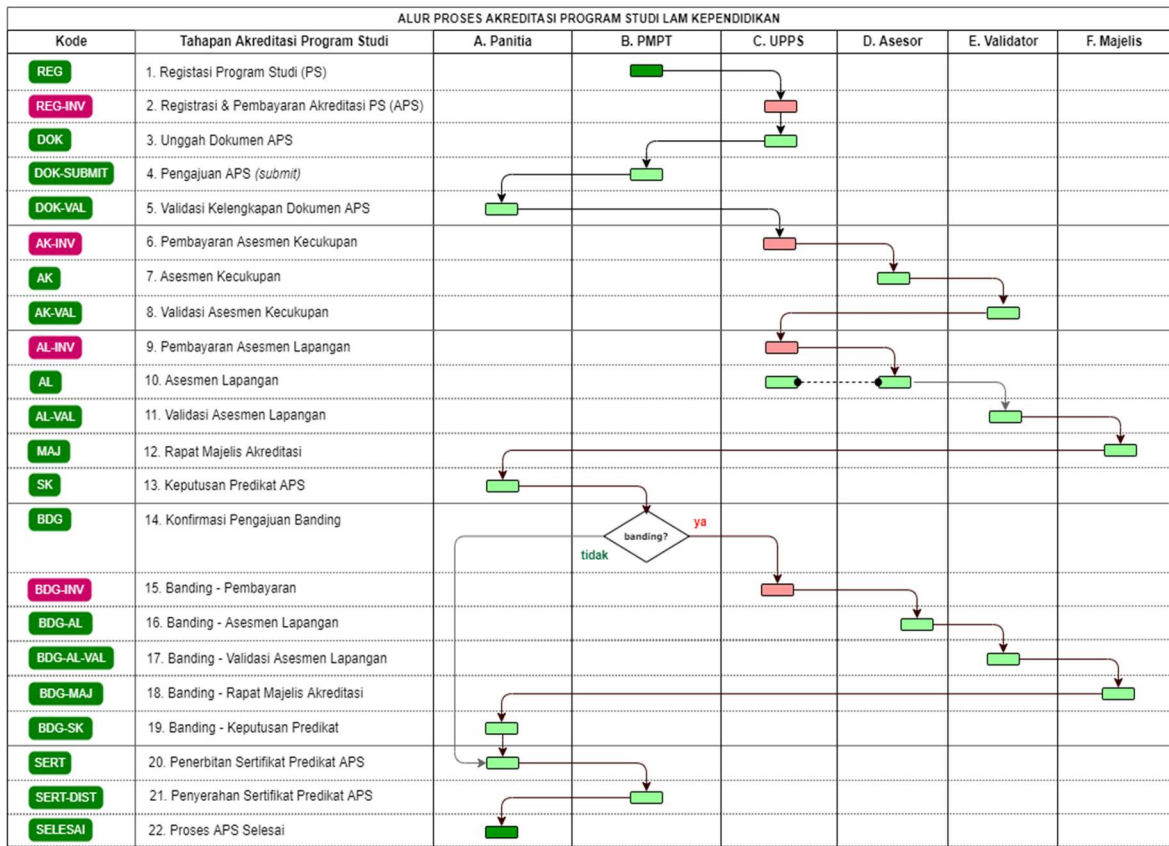 ALUR PROSES AKREDITASI PROGRAM STUDI LAM KEPENDIDIKAN
Kode Tahapan Akreditasi Program Studi A. Panitia B. PMPT C. UPPS D. Asesor E. Validator F. Majelis
REG 1. Registasi Program Studi (PS)
REG-INV 2. Registrasi & Pembayaran Akreditasi PS (APS)
DOK 3. Unggah Dokumen APS
DOK-SUBMIT 4. Pengajuan APS (submit)
DOK-VAL 5. Validasi Kelengkapan Dokumen APS
AK-INV 6. Pembayaran Asesmen Kecukupan
AK 7. Asesmen Kecukupan
AK-VAL 8. Validasi Asesmen Kecukupan
AL-INV 9. Pembayaran Asesmen Lapangan
AL 10. Asesmen Lapangan
AL-VAL 11. Validasi Asesmen Lapangan
MAJ 12. Rapat Majelis Akreditasi
SK 13. Keputusan Predikat APS
BDG 14. Konfirmasi Pengajuan Banding
ya
banding?
tidak
BDG-INV 15. Banding - Pembayaran
BDG-AL 16. Banding - Asesmen Lapangan
BDG-AL-VAL 17. Banding - Validasi Asesmen Lapangan
BDG-MAJ 18. Banding - Rapat Majelis Akreditasi
BDG-SK 19. Banding - Keputusan Predikat
SERT 20. Penerbitan Sertifikat Predikat APS
SERT-DIST 21. Penyerahan Sertifikat Predikat APS
SELESAI 22. Proses APS Selesai